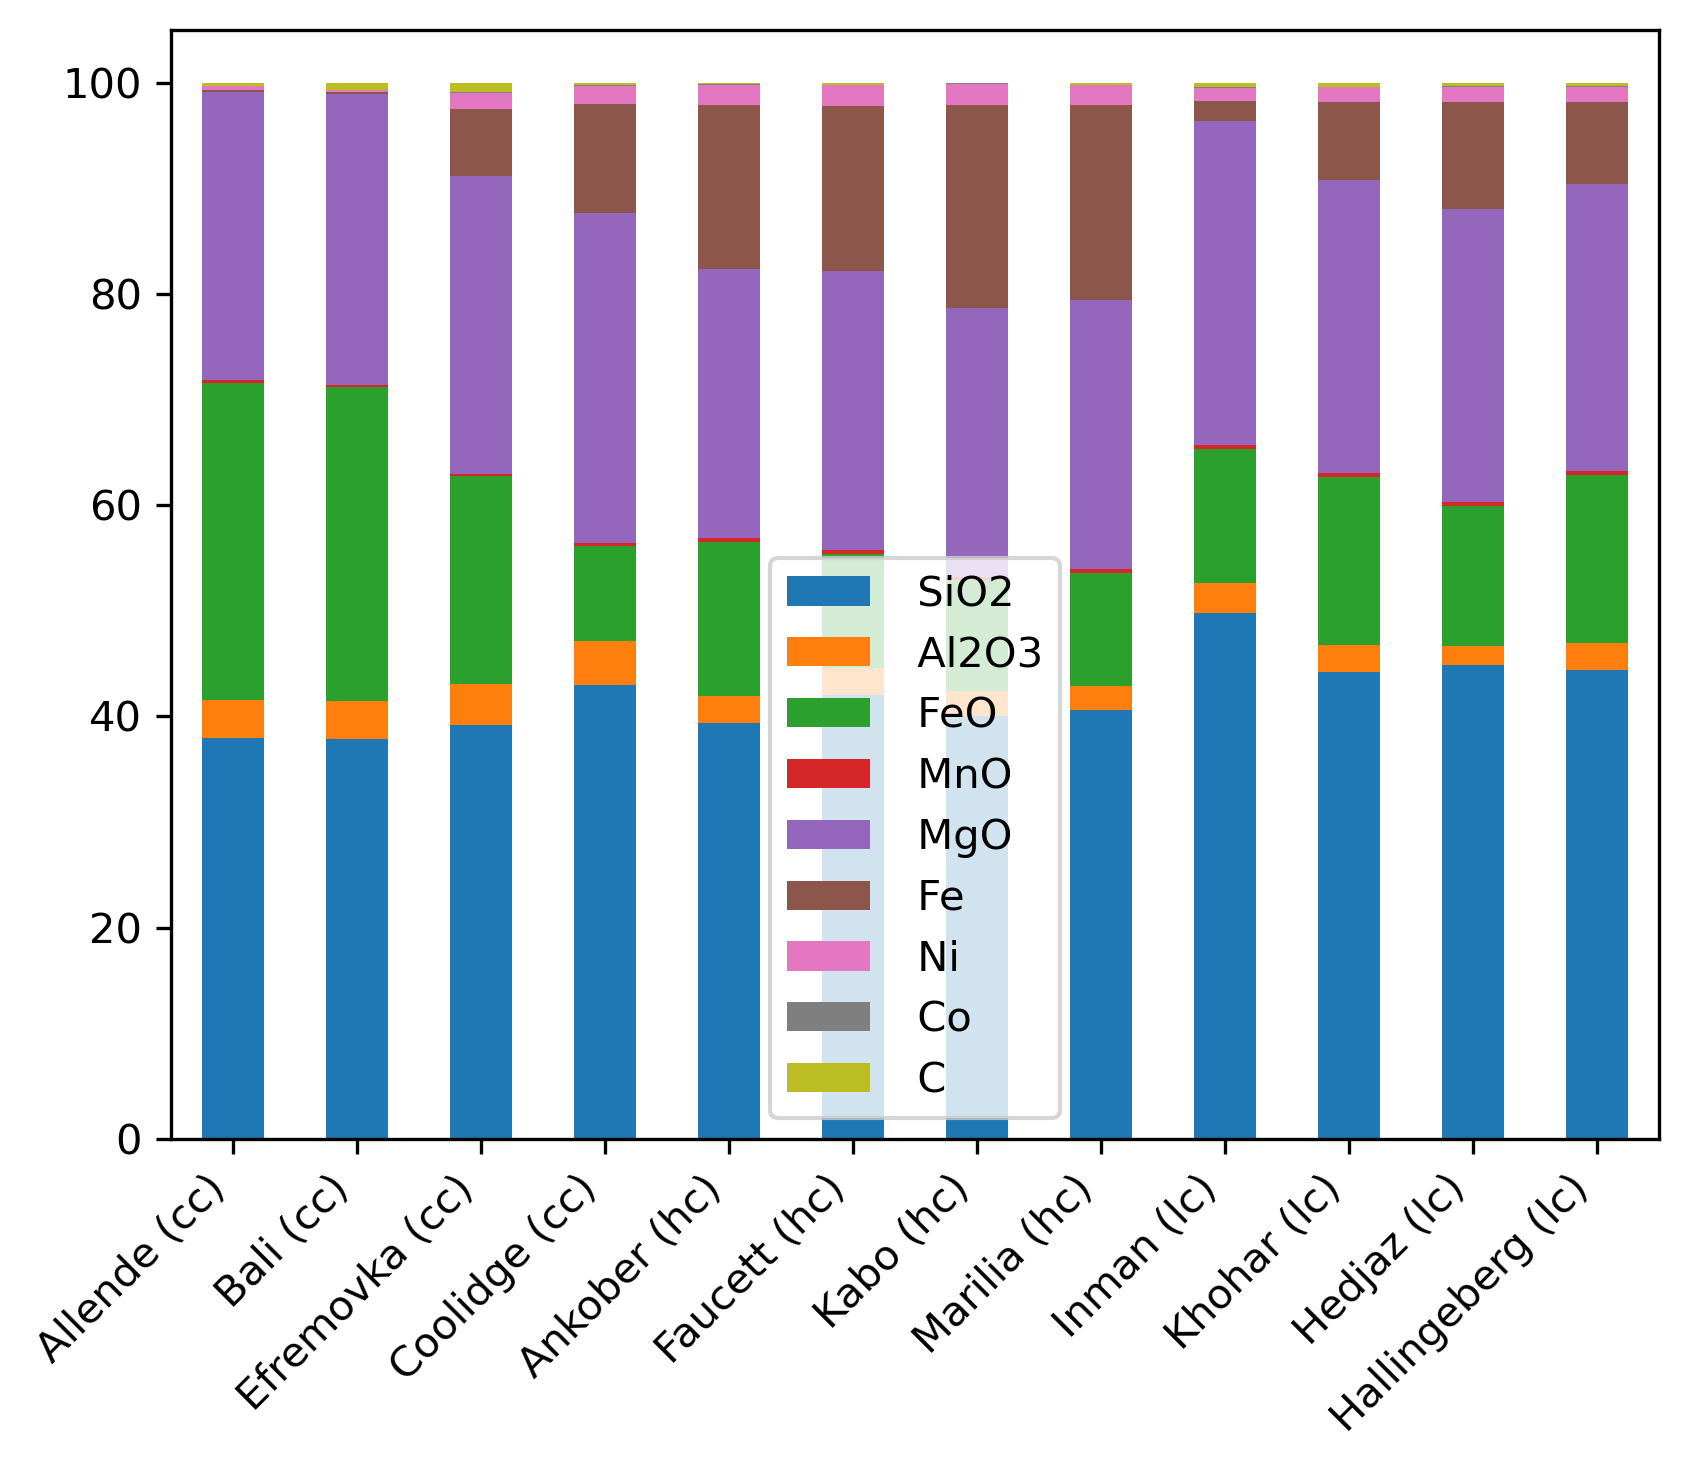 100
80
60
40
20
0
SiO2
Al2O3
FeO
MnO
MgO
Fe
Ni
Co
C
Allende (cc)
Bali (cc)
Efremovka (cc)
Coolidge (cc)
Ankober (hc)
Faucett (hc)
Kabo (hc)
Marilia (hc)
Inman (lc)
Khohar (lc)
Hedjaz (lc)
Hallingeberg (lc)